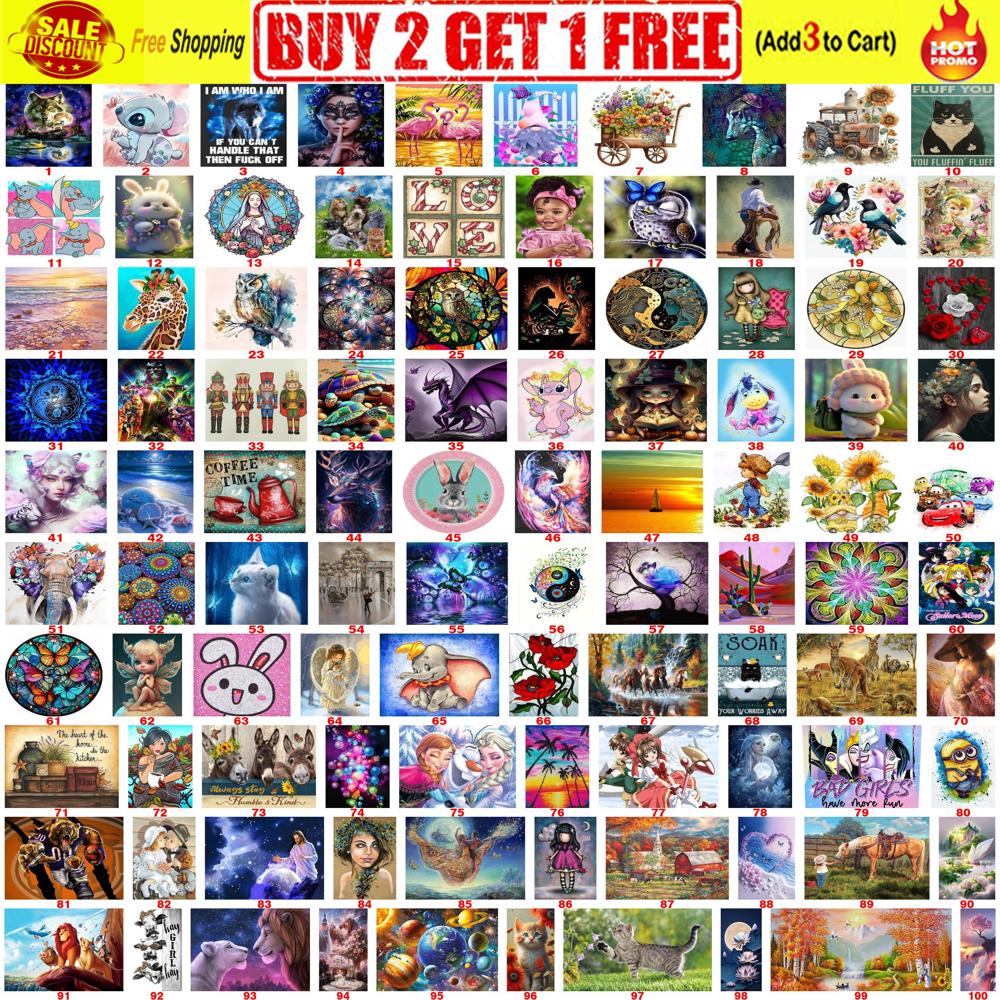 SALE
DISCOUNT
Free Shopping
BUY 2 GET 1 FREE
(Add 3 to Cart)
HOT
PROMO
I AM WHO I AM
IF YOU CAN'T
HANDLE THAT
THEN FUCK OFF
FLUFF YOU
YOU FLUFFIN' FLUFF
1 2 3 4 5 6 7 8 9 10
LO
VE
11 12 13 14 15 16 17 18 19 20
21 22 23 24 25 26 27 28 29 30
31 32 33 34 35 36 37 38 39 40
COFFEE
TIME
41 42 43 44 45 46 47 48 49 50
Sailor Moon
51 52 53 54 55 56 57 58 59 60
SOAK
YOUR WORRIES AWAY
61 62 63 64 65 66 67 68 69 70
The heart of the
home
is the
kitchen...
Always stay
Humble & Kind
BAD GIRLS
have more fun
71 72 73 74 75 76 77 78 79 80
81 82 83 84 85 86 87 88 89 90
hay
GIRL
hay
91 92 93 94 95 96 97 98 99 100